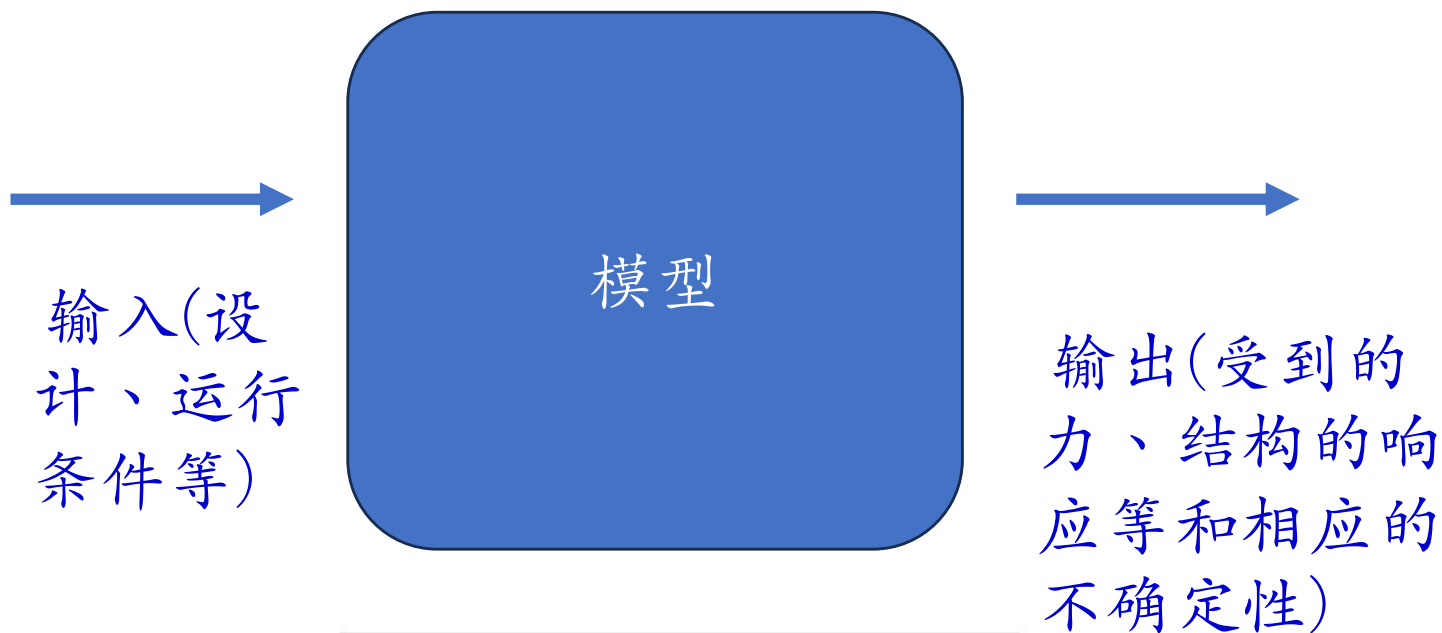 输入(设
计、运行
条件等)
模型
输出(受到的
力、结构的响
应等和相应的
不确定性)